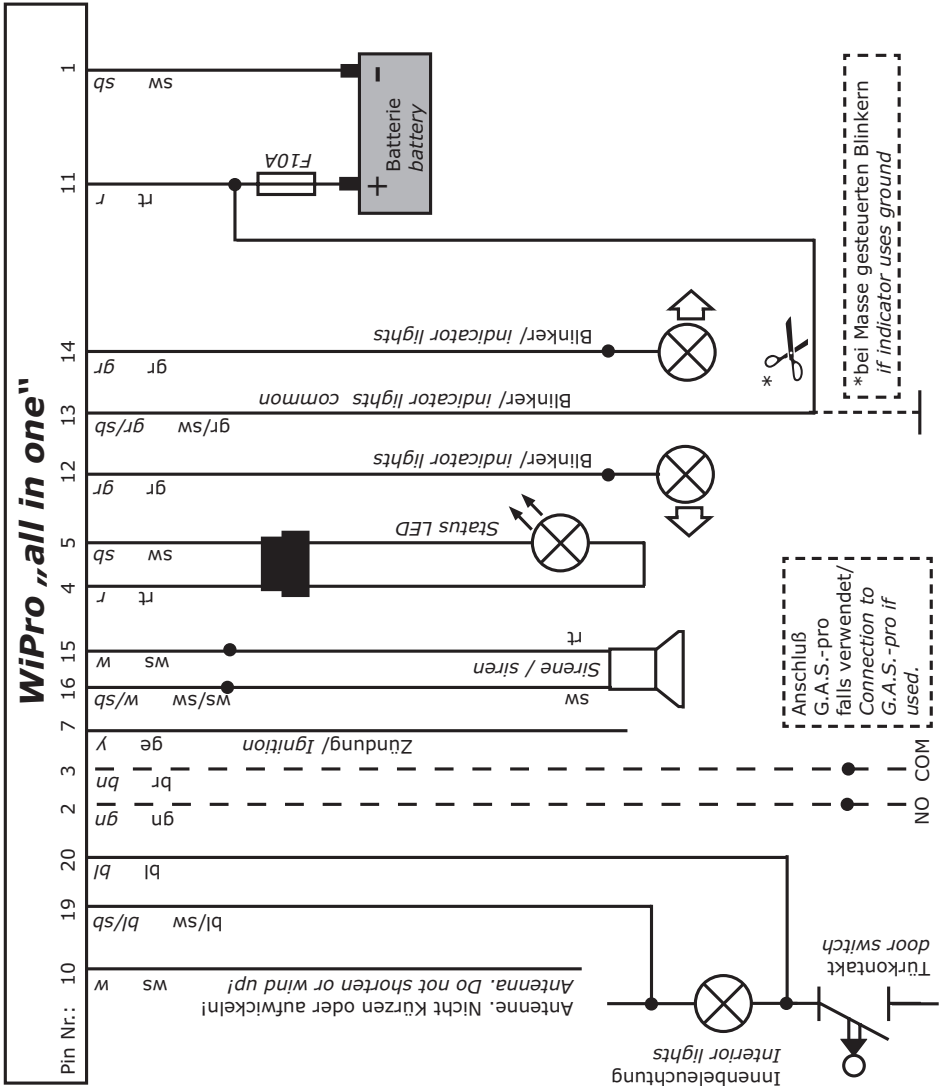 WiPro „all in one“
Pin Nr.: 10 19 20 2 3 7 16 15 4 5 12 13 14 11 1
w ws
Antenne. Nicht Kürzen oder aufwickeln!
Antenna. Do not shorten or wind up!
bl/sb bl/sw
bl bl
gn gn
NO
bn br
COM
y ge
Zündung/ Ignition
w/sb ws/sw
sw
w ws
rt
Sirene / siren
r rt
sb sw
Status LED
gr gr
Blinker/ indicator lights
gr/sb gr/sw
Blinker/ indicator lights common
gr gr
Blinker/ indicator lights
r rt
F10A
sb sw
+
-
Batterie
battery
*
*bei Masse gesteuerten Blinkern
if indicator uses ground
Anschluß
G.A.S.-pro
falls verwendet/
Connection to
G.A.S.-pro if
used.
Innenbeleuchtung
Interior lights
Türkontakt
door switch